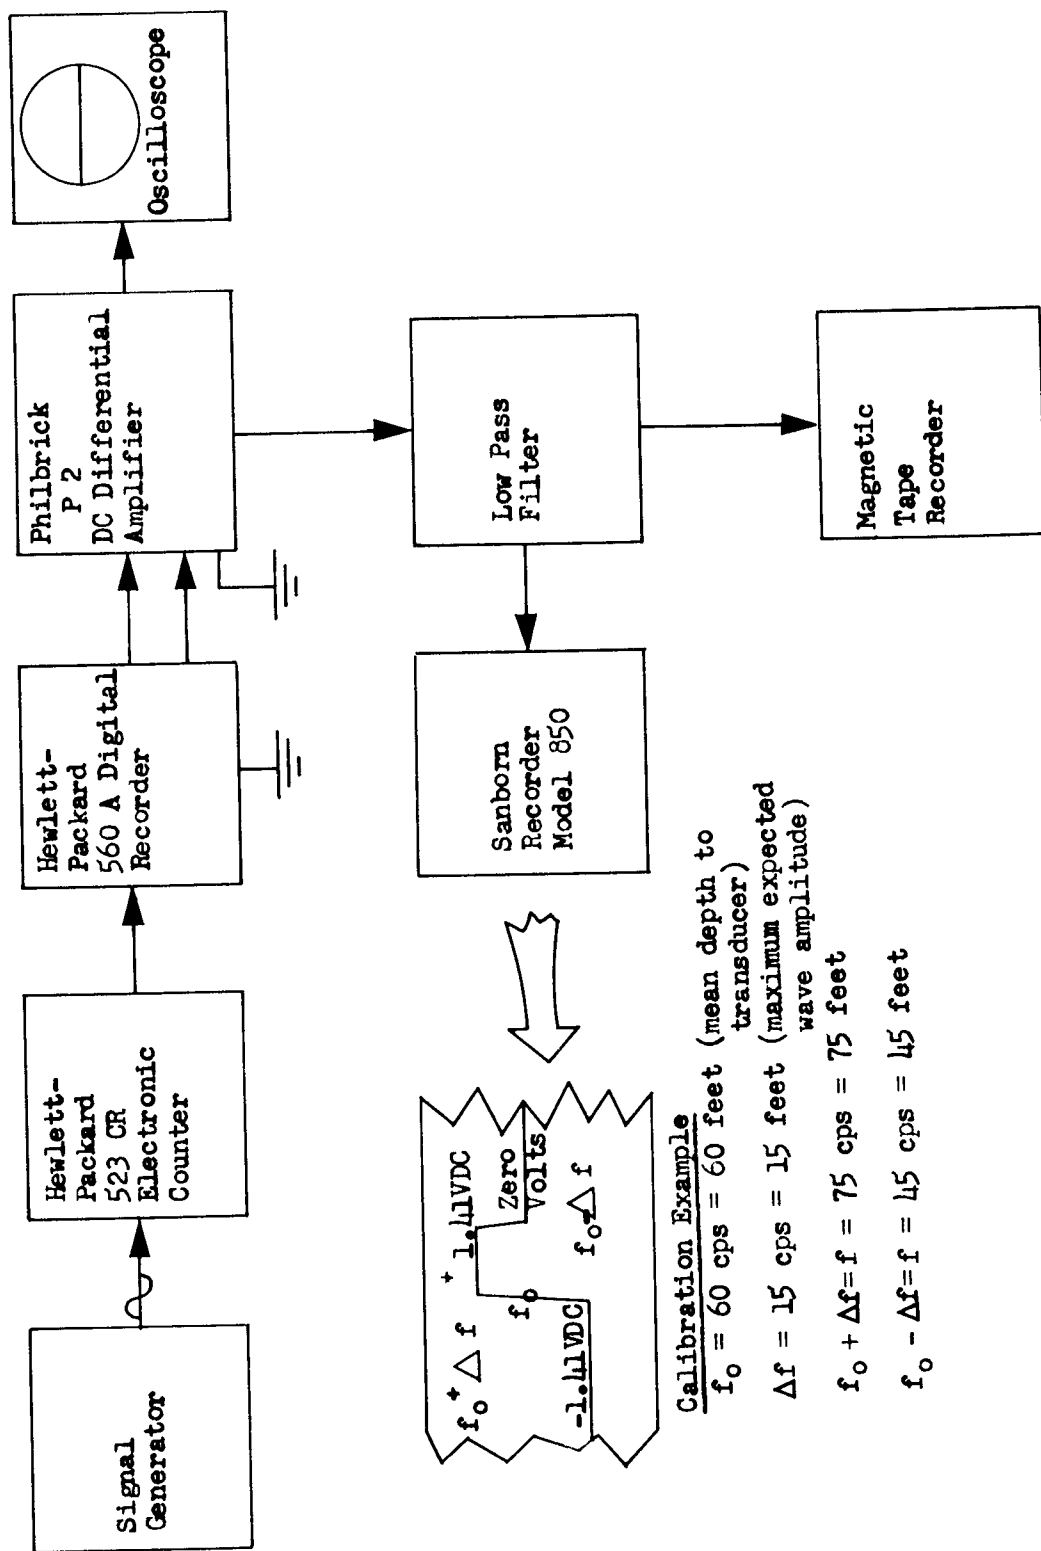 Signal
Generator
Hewlett-
Packard
523 CR
Electronic
Counter
Hewlett-
Packard
560 A Digital
Recorder
Philbrick
P 2
DC Differential
Amplifier
Oscilloscope
Low Pass
Filter
Sanborn
Recorder
Model 850
Magnetic
Tape
Recorder
f₀ + Δ f
+ 1.41VDC
f₀
Zero
Volts
-1.41VDC
f₀ - Δ f
Calibration Example
f₀ = 60 cps = 60 feet (mean depth to
transducer)
Δf = 15 cps = 15 feet (maximum expected
wave amplitude)
f₀ + Δf = f = 75 cps = 75 feet
f₀ - Δf = f = 45 cps = 45 feet